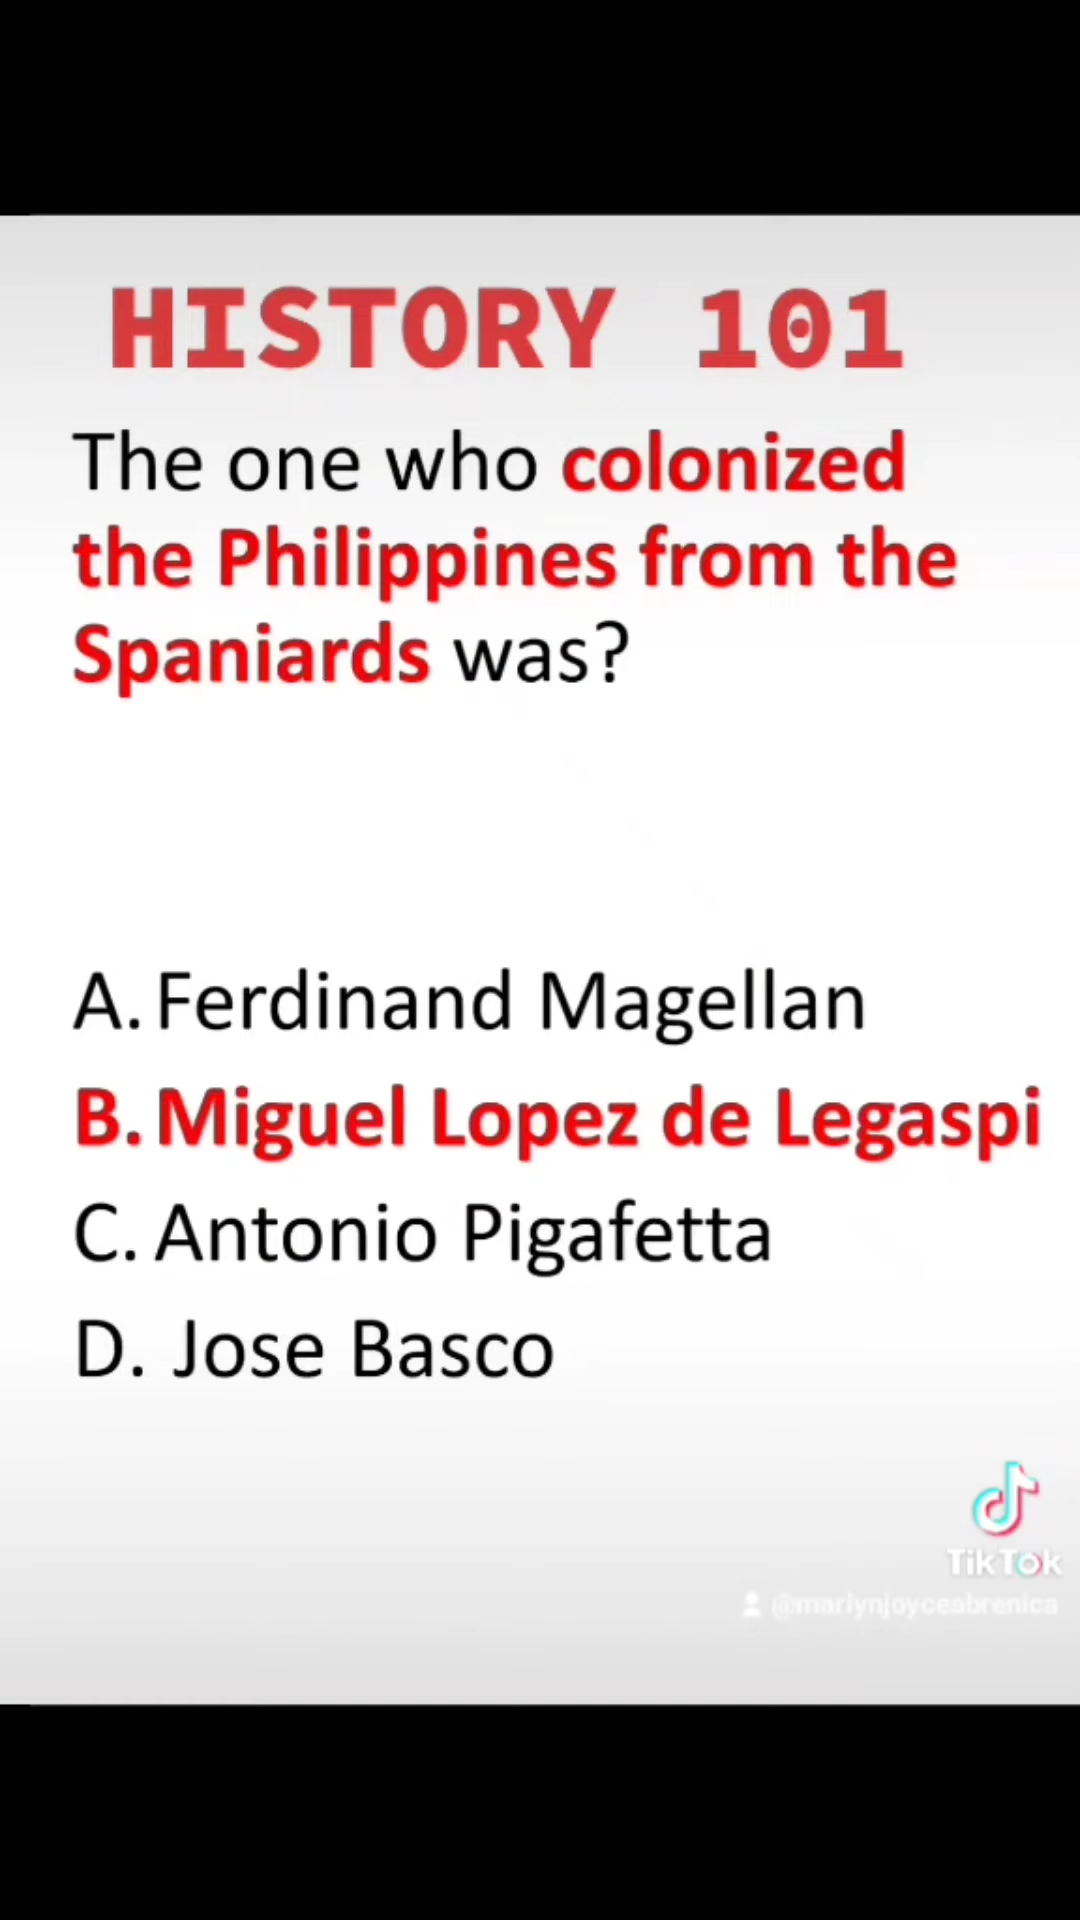 HISTORY 101
The one who colonized
the Philippines from the
Spaniards was?
A. Ferdinand Magellan
B. Miguel Lopez de Legaspi
C. Antonio Pigafetta
D. Jose Basco
TikTok
@marlynjoyceabrenica